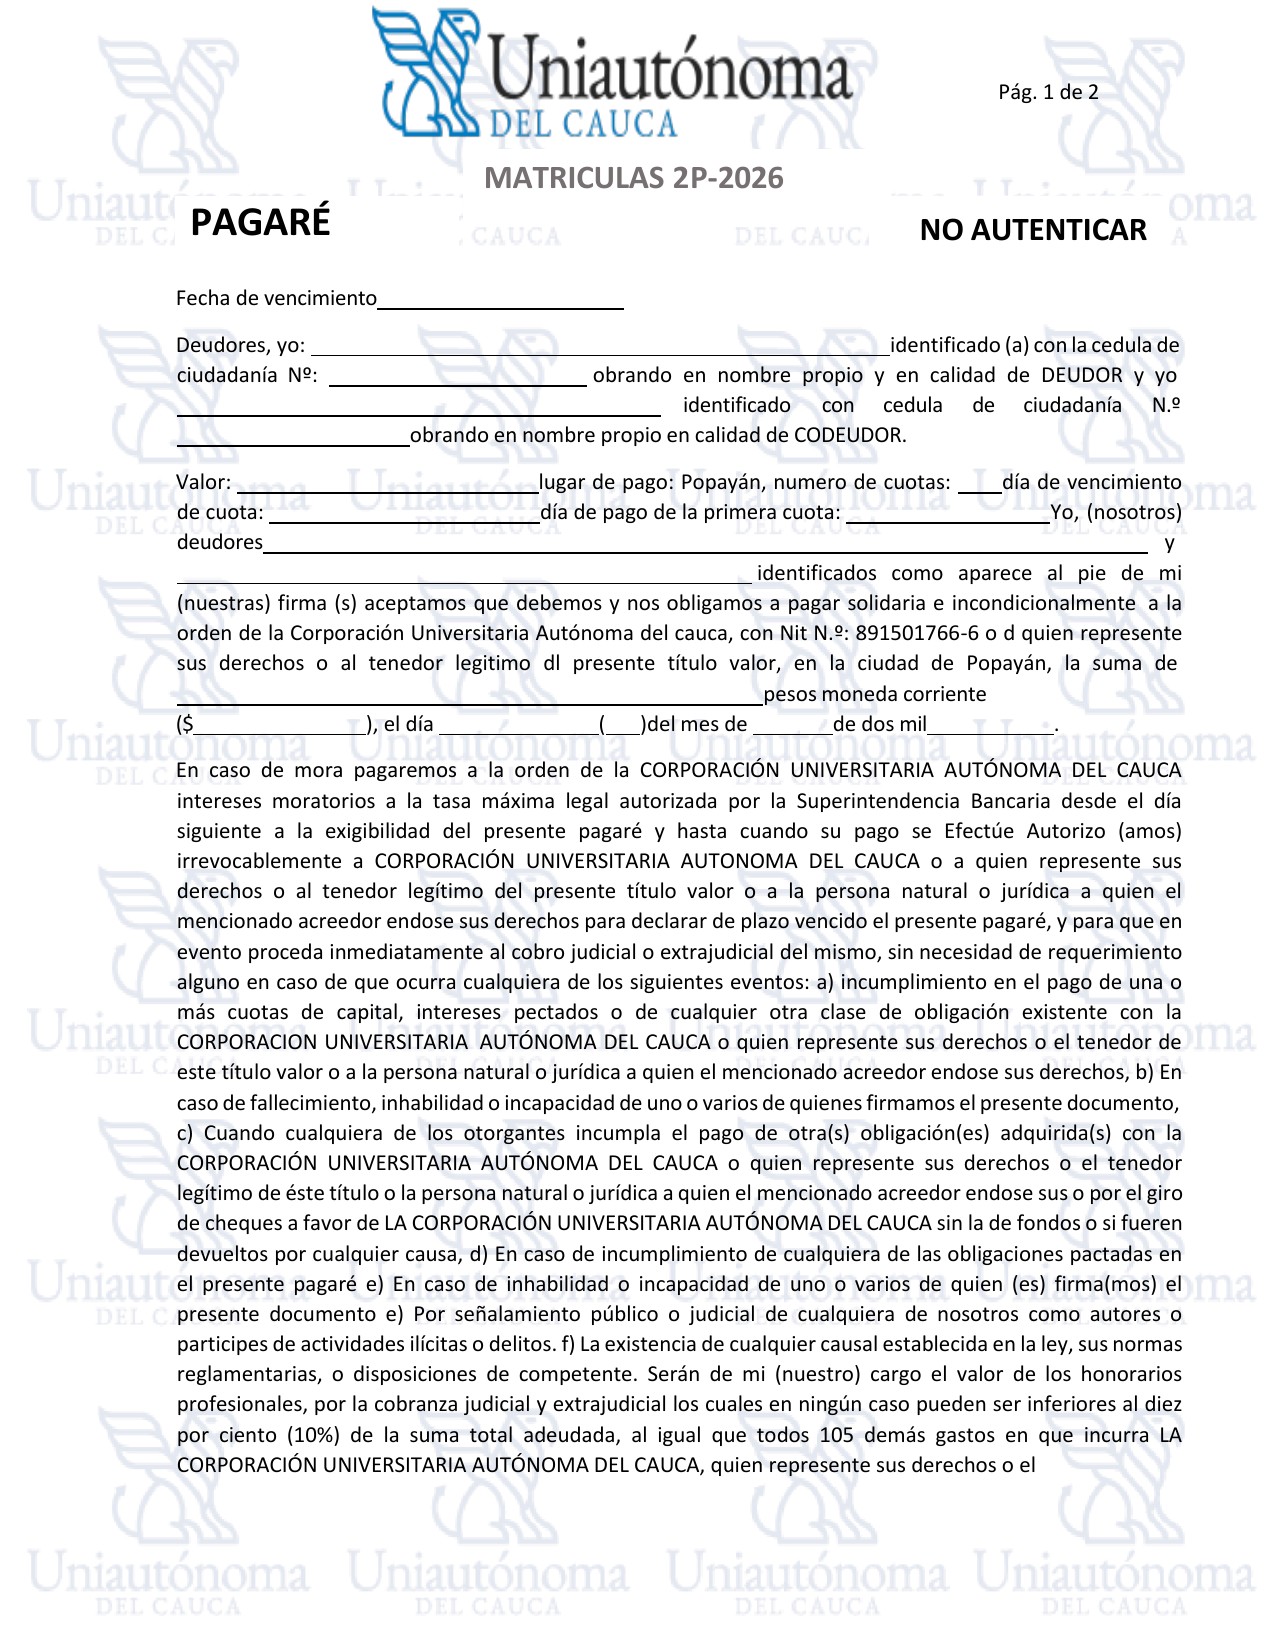 Uniautónoma
DEL CAUCA
Pág. 1 de 2
MATRICULAS 2P-2026
PAGARÉ
NO AUTENTICAR
Fecha de vencimiento____________________
Deudores, yo: ____________________identificado (a) con la cedula de
ciudadanía Nº: ____________________ obrando en nombre propio y en calidad de DEUDOR y yo
____________________ identificado con cedula de ciudadanía N.º
____________________obrando en nombre propio en calidad de CODEUDOR.
Valor: ____________________lugar de pago: Popayán, numero de cuotas: ____día de vencimiento
de cuota: ____________________día de pago de la primera cuota: ____________________Yo, (nosotros)
deudores____________________ y
____________________ identificados como aparece al pie de mi
(nuestras) firma (s) aceptamos que debemos y nos obligamos a pagar solidaria e incondicionalmente a la
orden de la Corporación Universitaria Autónoma del cauca, con Nit N.º: 891501766-6 o d quien represente
sus derechos o al tenedor legitimo dl presente título valor, en la ciudad de Popayán, la suma de
____________________pesos moneda corriente
($_______________), el día ______________(___)del mes de _______de dos mil___________.
En caso de mora pagaremos a la orden de la CORPORACIÓN UNIVERSITARIA AUTÓNOMA DEL CAUCA
intereses moratorios a la tasa máxima legal autorizada por la Superintendencia Bancaria desde el día
siguiente a la exigibilidad del presente pagaré y hasta cuando su pago se Efectúe Autorizo (amos)
irrevocablemente a CORPORACIÓN UNIVERSITARIA AUTONOMA DEL CAUCA o a quien represente sus
derechos o al tenedor legítimo del presente título valor o a la persona natural o jurídica a quien el
mencionado acreedor endose sus derechos para declarar de plazo vencido el presente pagaré, y para que en
evento proceda inmediatamente al cobro judicial o extrajudicial del mismo, sin necesidad de requerimiento
alguno en caso de que ocurra cualquiera de los siguientes eventos: a) incumplimiento en el pago de una o
más cuotas de capital, intereses pectados o de cualquier otra clase de obligación existente con la
CORPORACION UNIVERSITARIA AUTÓNOMA DEL CAUCA o quien represente sus derechos o el tenedor de
este título valor o a la persona natural o jurídica a quien el mencionado acreedor endose sus derechos, b) En
caso de fallecimiento, inhabilidad o incapacidad de uno o varios de quienes firmamos el presente documento,
c) Cuando cualquiera de los otorgantes incumpla el pago de otra(s) obligación(es) adquirida(s) con la
CORPORACIÓN UNIVERSITARIA AUTÓNOMA DEL CAUCA o quien represente sus derechos o el tenedor
legítimo de éste título o la persona natural o jurídica a quien el mencionado acreedor endose sus o por el giro
de cheques a favor de LA CORPORACIÓN UNIVERSITARIA AUTÓNOMA DEL CAUCA sin la de fondos o si fueren
devueltos por cualquier causa, d) En caso de incumplimiento de cualquiera de las obligaciones pactadas en
el presente pagaré e) En caso de inhabilidad o incapacidad de uno o varios de quien (es) firma(mos) el
presente documento e) Por señalamiento público o judicial de cualquiera de nosotros como autores o
participes de actividades ilícitas o delitos. f) La existencia de cualquier causal establecida en la ley, sus normas
reglamentarias, o disposiciones de competente. Serán de mi (nuestro) cargo el valor de los honorarios
profesionales, por la cobranza judicial y extrajudicial los cuales en ningún caso pueden ser inferiores al diez
por ciento (10%) de la suma total adeudada, al igual que todos 105 demás gastos en que incurra LA
CORPORACIÓN UNIVERSITARIA AUTÓNOMA DEL CAUCA, quien represente sus derechos o el